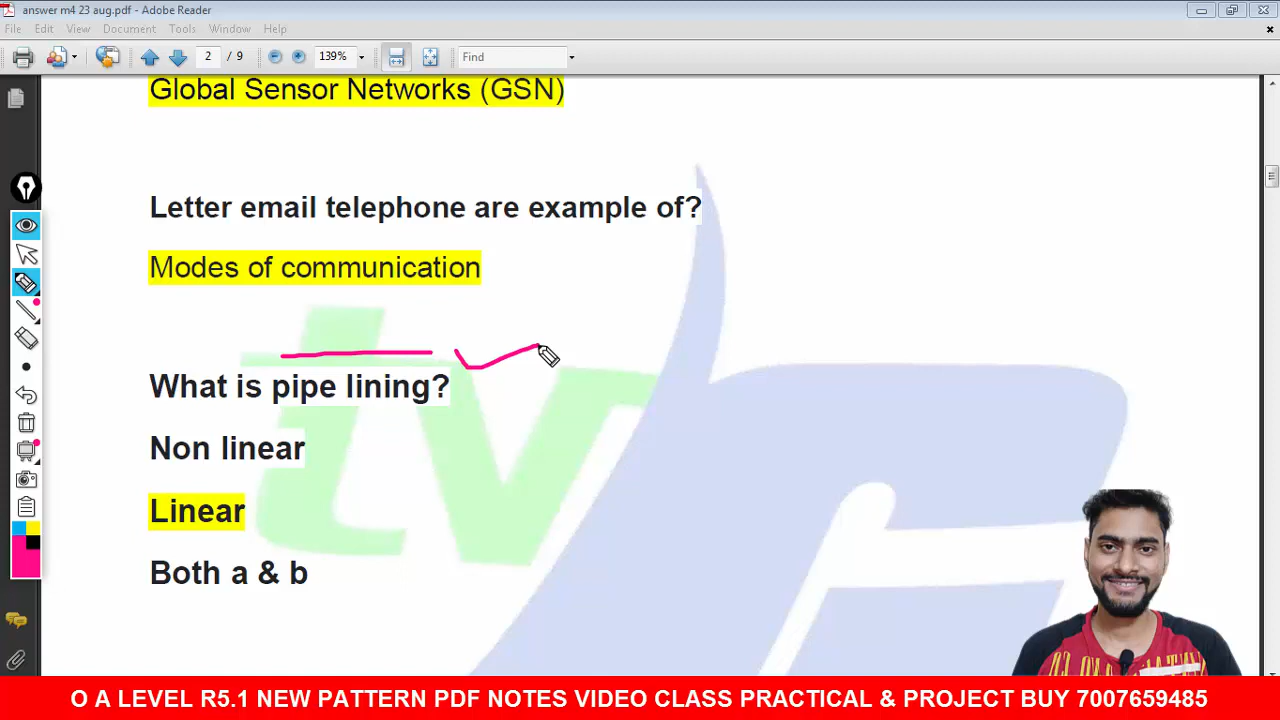 answer m4 23 aug.pdf - Adobe Reader
File Edit View Document Tools Window Help
2 / 9 139% Find
Global Sensor Networks (GSN)
Letter email telephone are example of?
Modes of communication
What is pipe lining?
Non linear
Linear
Both a & b
tv
O A LEVEL R5.1 NEW PATTERN PDF NOTES VIDEO CLASS PRACTICAL & PROJECT BUY 7007659485